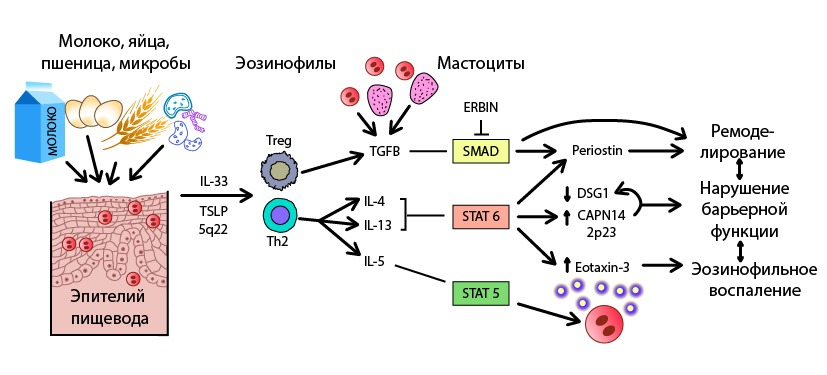 Молоко, яйца,
пшеница, микробы
МОЛОКО
Эпителий
пищевода
IL-33
TSLP
5q22
Эозинофилы
Мастоциты
Treg
Th2
TGFB
IL-4
IL-13
IL-5
ERBIN
SMAD
STAT 6
STAT 5
Periostin
DSG1
CAPN14
2p23
Eotaxin-3
Ремоде-
лирование
Нарушение
барьерной
функции
Эозинофильное
воспаление